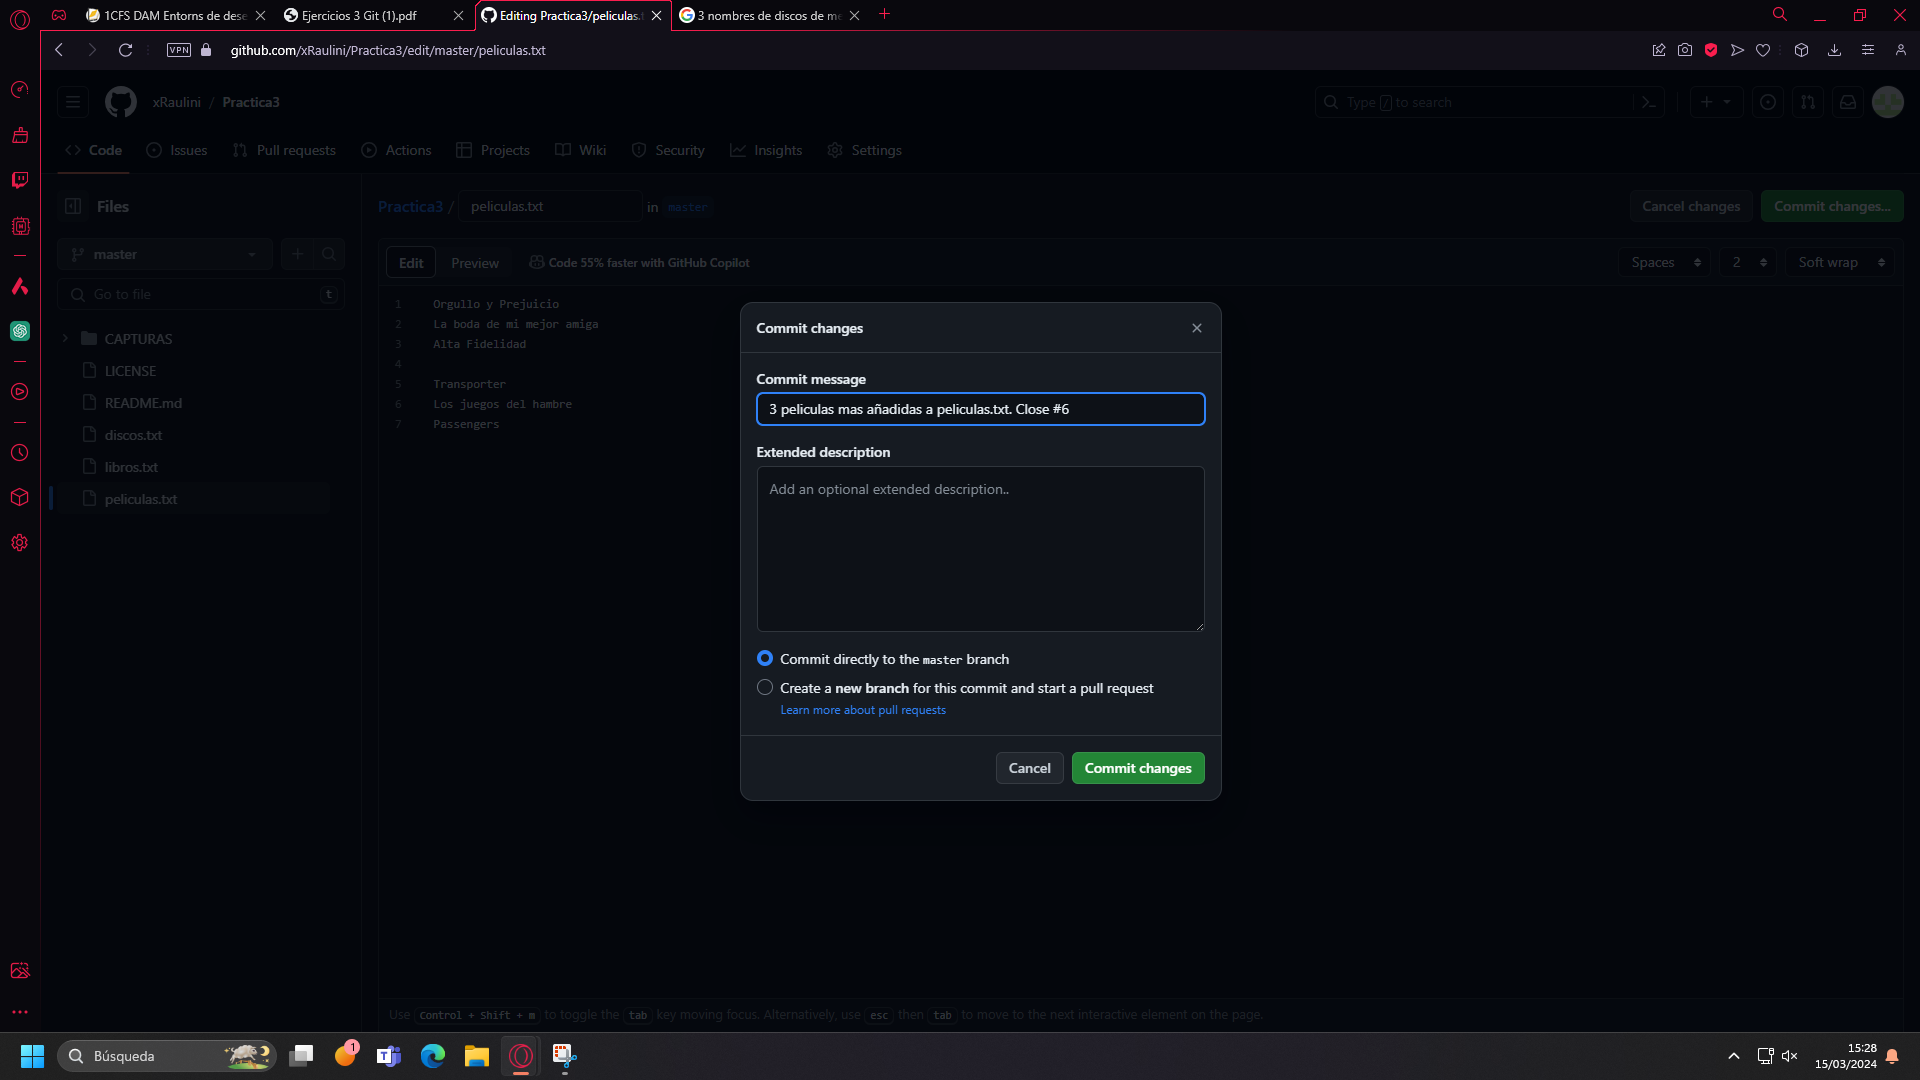 1CFS DAM Entorns de dese
Ejercicios 3 Git (1).pdf
Editing Practica3/peliculas.
3 nombres de discos de me
VPN
github.com/xRaulini/Practica3/edit/master/peliculas.txt
xRaulini / Practica3
Type / to search
Code
Issues
Pull requests
Actions
Projects
Wiki
Security
Insights
Settings
Files
master
Go to file
t
CAPTURAS
LICENSE
README.md
discos.txt
libros.txt
peliculas.txt
Practica3 / peliculas.txt in master
Cancel changes
Commit changes...
Edit
Preview
Code 55% faster with GitHub Copilot
Spaces
2
Soft wrap
1 Orgullo y Prejuicio
2 La boda de mi mejor amiga
3 Alta Fidelidad
4
5 Transporter
6 Los juegos del hambre
7 Passengers
Commit changes
Commit message
3 peliculas mas añadidas a peliculas.txt. Close #6
Extended description
Add an optional extended description..
Commit directly to the master branch
Create a new branch for this commit and start a pull request
Learn more about pull requests
Cancel
Commit changes
Use Control + Shift + m to toggle the tab key moving focus. Alternatively, use esc then tab to move to the next interactive element on the page.
Búsqueda
1
15:28
15/03/2024